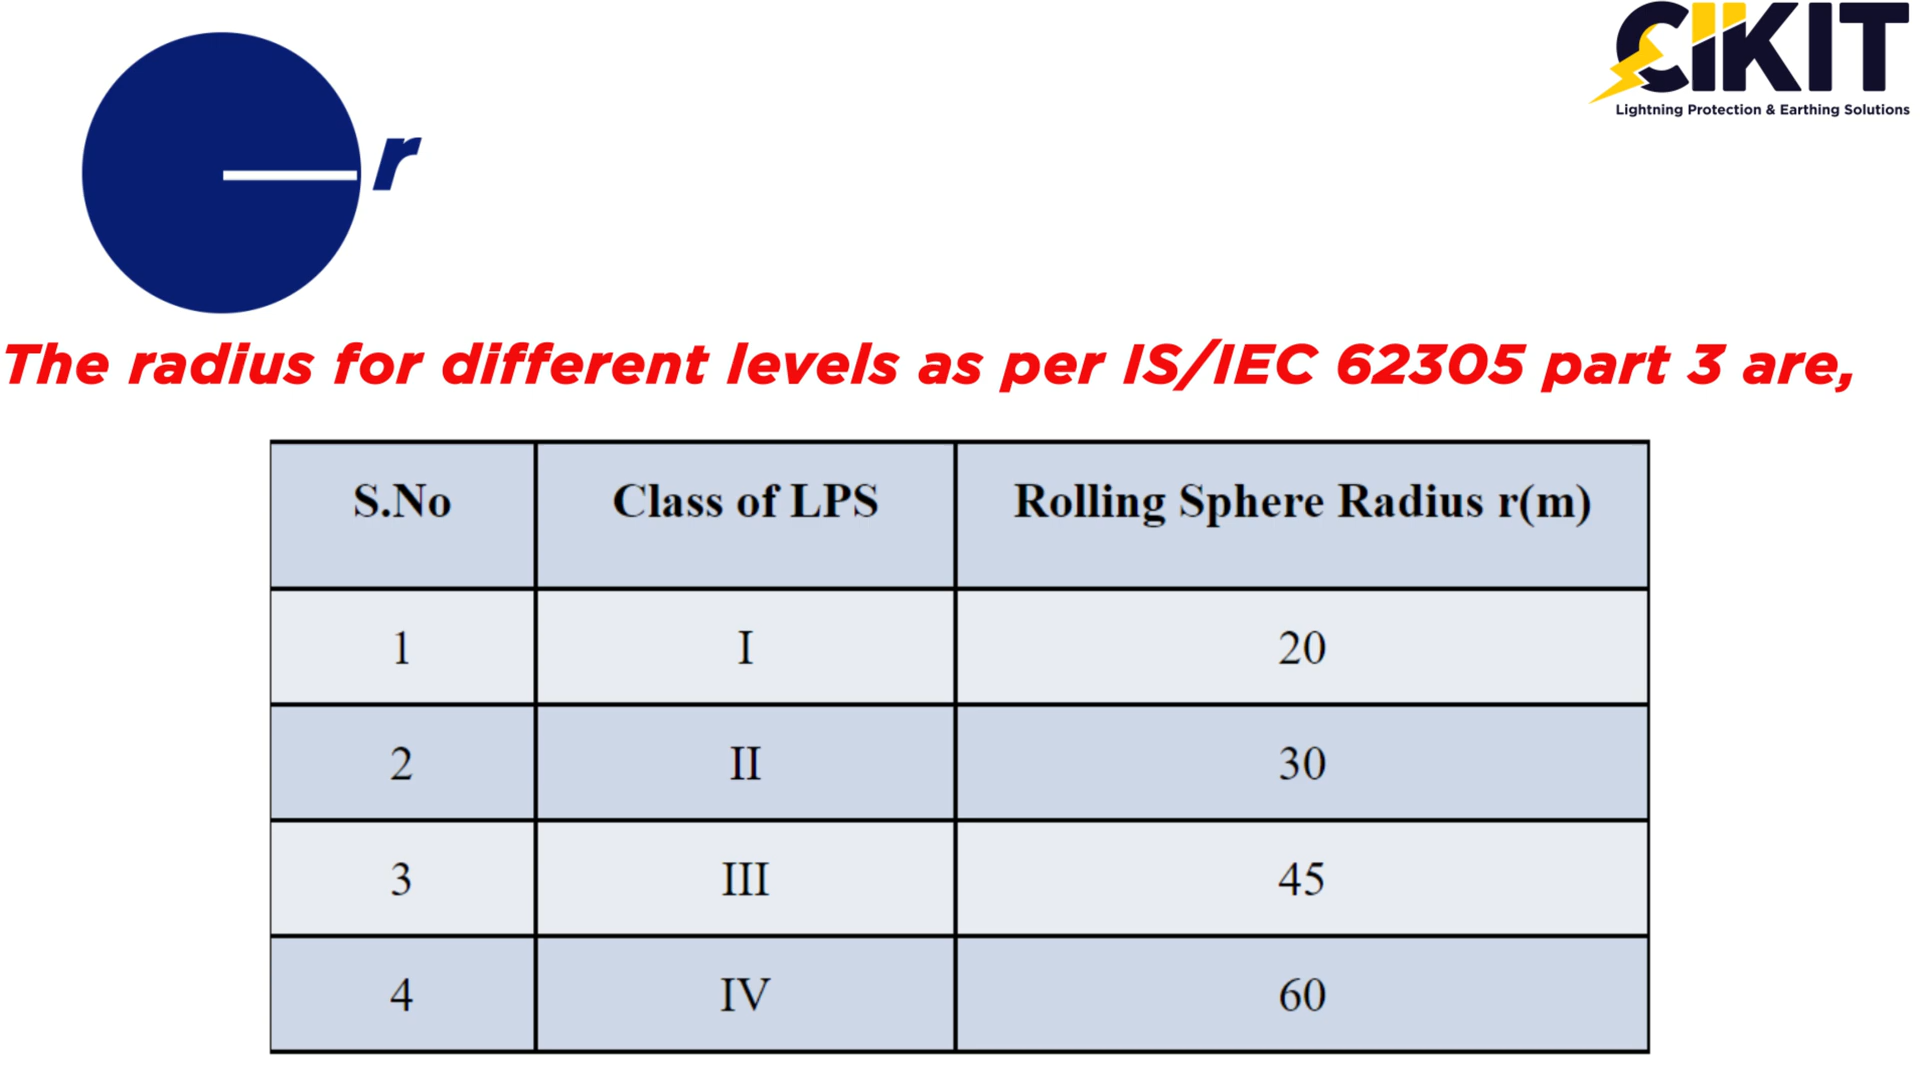 CIKIT
Lightning Protection & Earthing Solutions
r
The radius for different levels as per IS/IEC 62305 part 3 are,
S.No Class of LPS Rolling Sphere Radius r(m)
1 I 20
2 II 30
3 III 45
4 IV 60